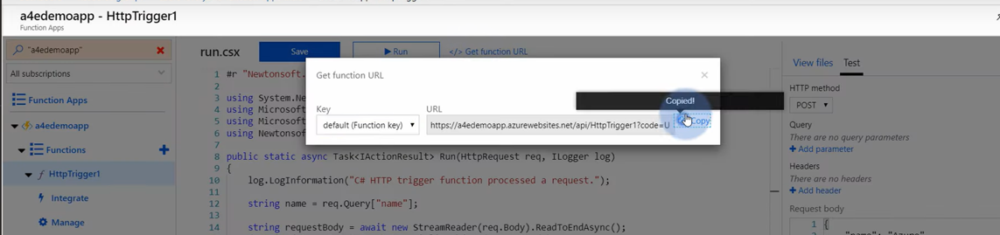 a4edemoapp - HttpTrigger1
Function Apps
"a4edemoapp"
All subscriptions
Function Apps
a4edemoapp
Functions
HttpTrigger1
Integrate
Manage
run.csx
Save
Run
</> Get function URL
Get function URL
Key
URL
default (Function key)
https://a4edemoapp.azurewebsites.net/api/HttpTrigger1?code=U
Copied!
Copy
1 #r "Newtonsoft.
2
3 using System.Ne
4 using Microsoft
5 using Microsoft
6 using Newtonsof
7
8 public static async Task<IActionResult> Run(HttpRequest req, ILogger log)
9 {
10 log.LogInformation("C# HTTP trigger function processed a request.");
11
12 string name = req.Query["name"];
13
14 string requestBody = await new StreamReader(req.Body).ReadToEndAsync();
View files
Test
HTTP method
POST
Query
There are no query parameters
Add parameter
Headers
There are no headers
Add header
Request body
1 {